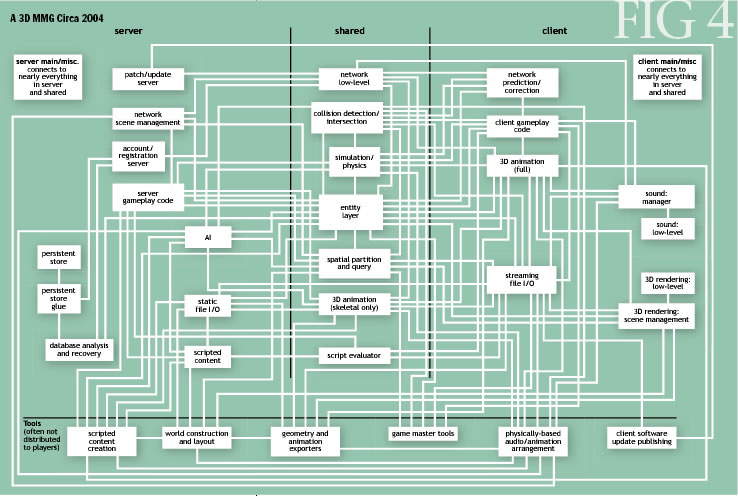 FIG 4
A 3D MMG Circa 2004
server
shared
client
server main/misc.
connects to
nearly everything
in server
and shared
patch/update
server
network
low-level
network
prediction/
correction
client main/misc
connects to
nearly everything
in server
and shared
network
scene management
collision detection/
intersection
client gameplay
code
account/
registration
server
simulation/
physics
3D animation
(full)
server
gameplay code
entity
layer
sound:
manager
sound:
low-level
AI
persistent
store
spatial partition
and query
streaming
file I/O
3D rendering:
low-level
persistent
store
glue
static
file I/O
3D animation
(skeletal only)
3D rendering:
scene management
database analysis
and recovery
scripted
content
script evaluator
Tools
(often not
distributed
to players)
scripted
content
creation
world construction
and layout
geometry and
animation
exporters
game master tools
physically-based
audio/animation
arrangement
client software
update publishing